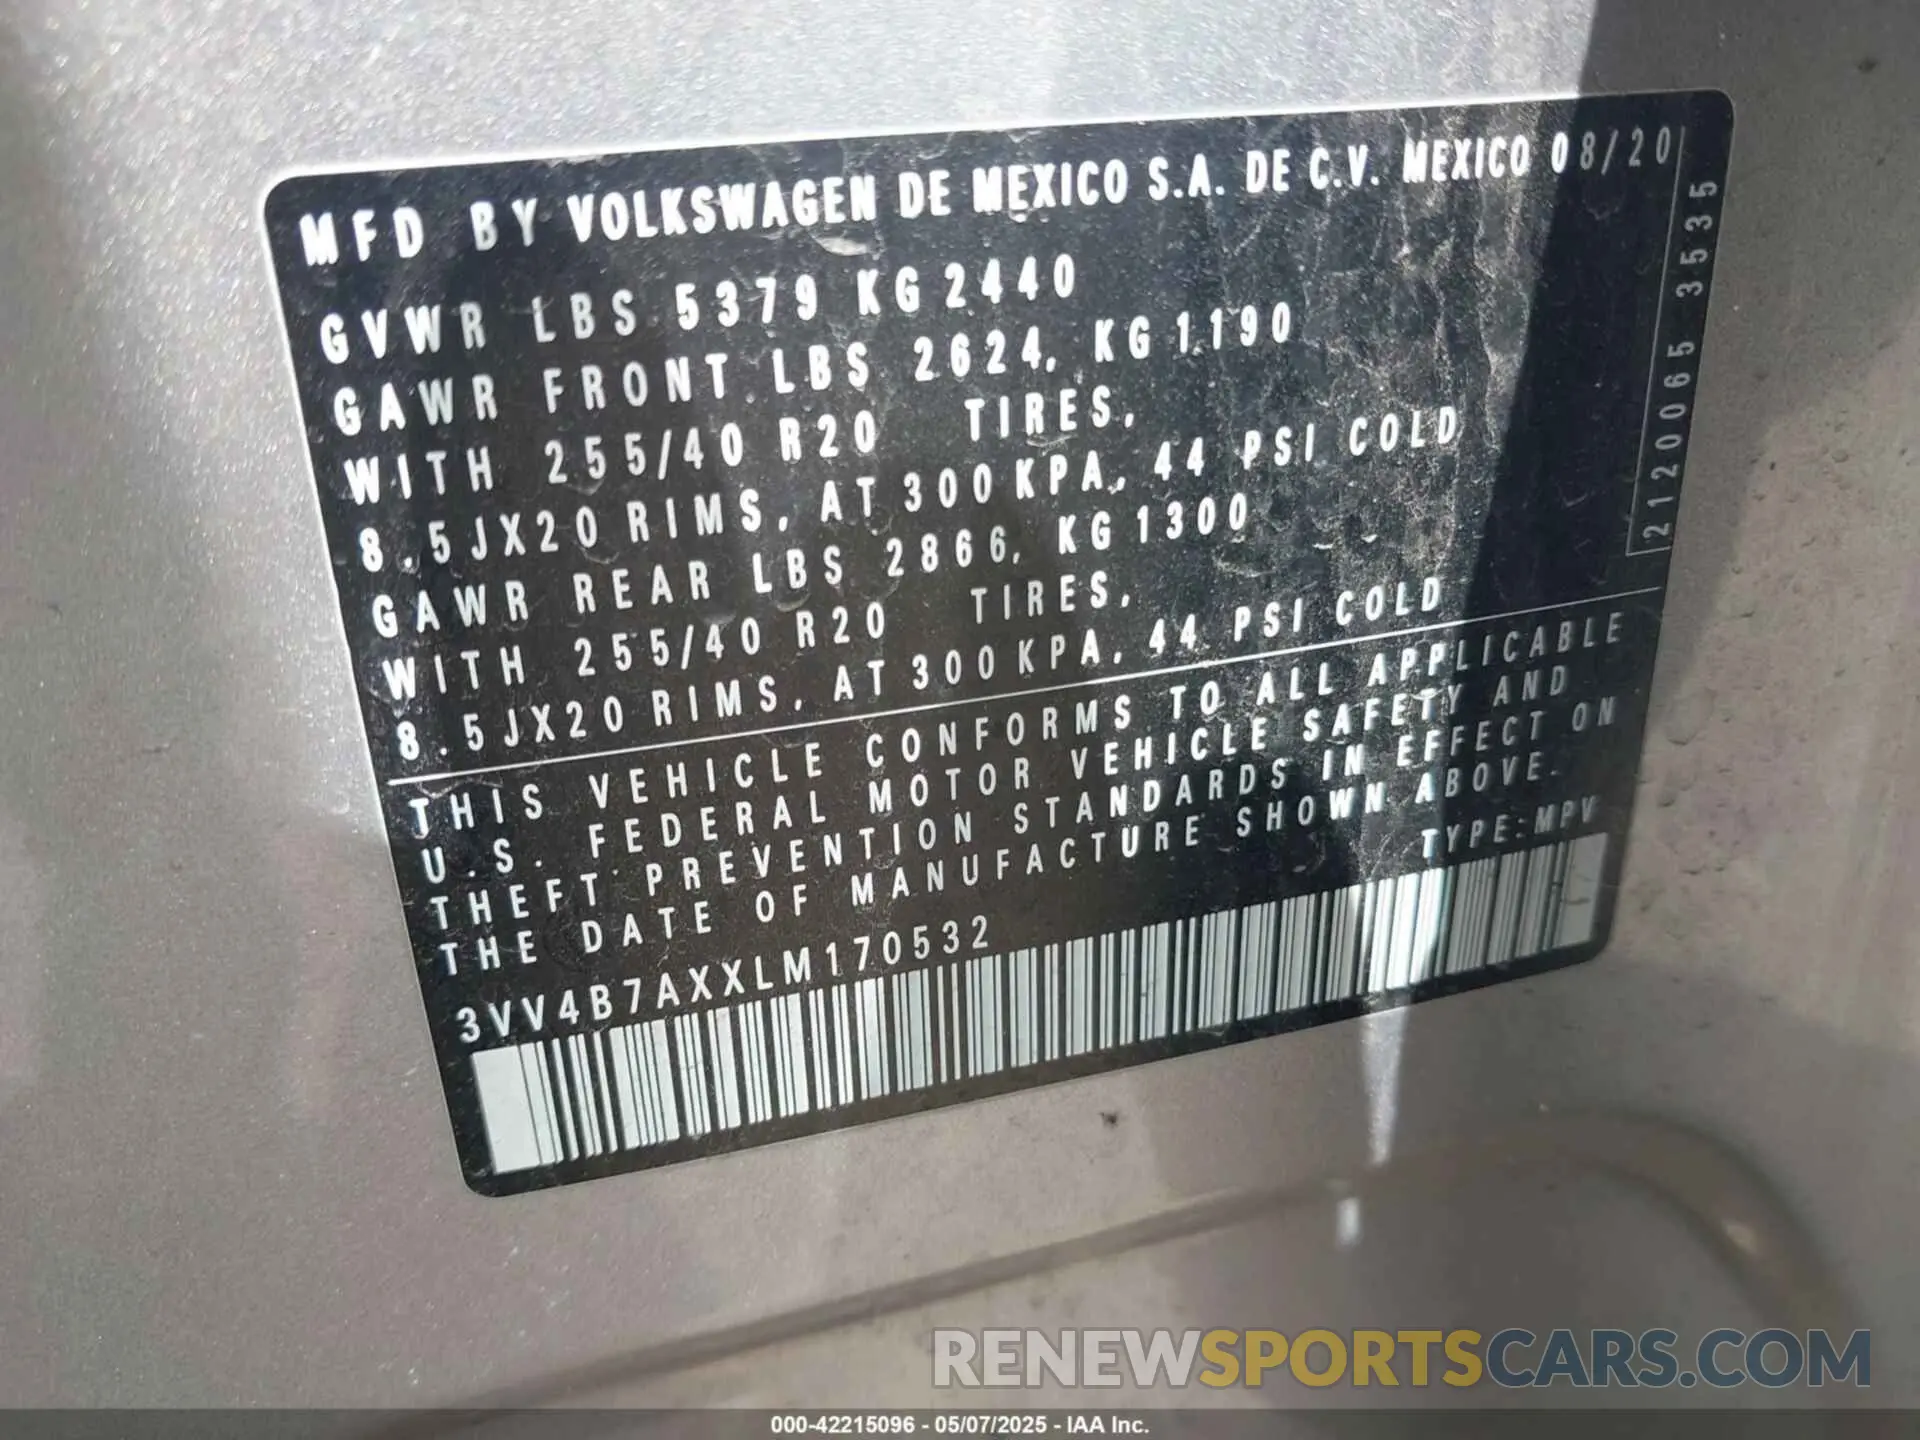 MFD BY VOLKSWAGEN DE MEXICO S.A. DE C.V. MEXICO 08/20
GVWR LBS 5379 KG 2440
GAWR FRONT LBS 2624, KG 1190
WITH 255/40 R20 TIRES,
8.5JX20 RIMS, AT 300 KPA, 44 PSI COLD
GAWR REAR LBS 2866, KG 1300
WITH 255/40 R20 TIRES,
8.5JX20 RIMS, AT 300 KPA, 44 PSI COLD
2120065 3535
THIS VEHICLE CONFORMS TO ALL APPLICABLE
U.S. FEDERAL MOTOR VEHICLE SAFETY AND
THEFT PREVENTION STANDARDS IN EFFECT ON
THE DATE OF MANUFACTURE SHOWN ABOVE.
TYPE:MPV
3VV4B7AXXLM170532
RENEWSPORTSCARS.COM
000-42215096 - 05/07/2025 - IAA Inc.